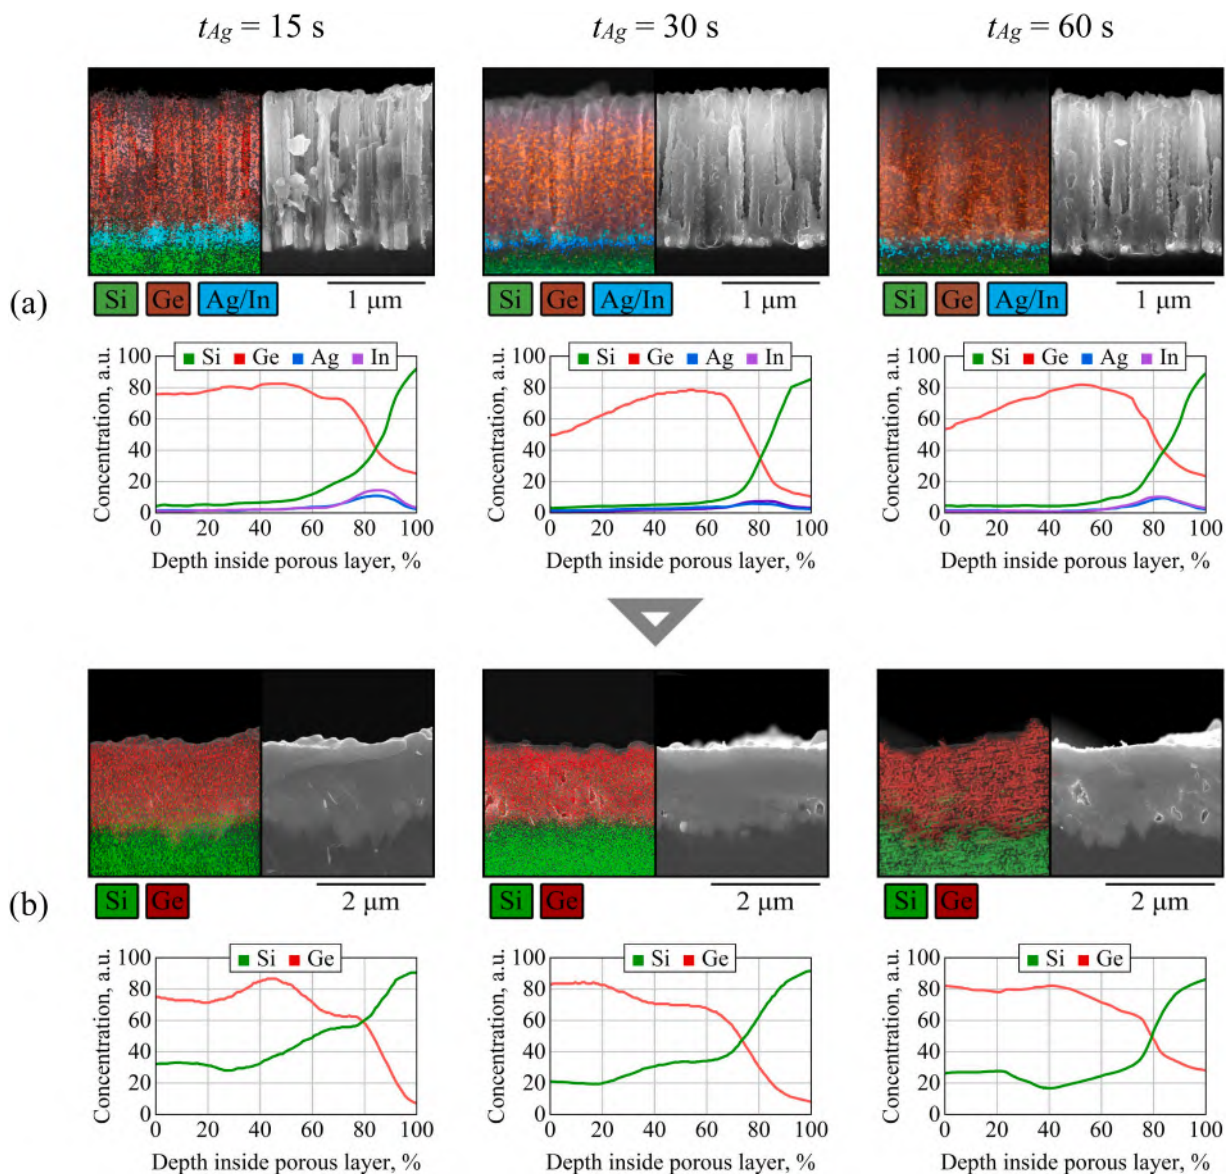 t_Ag = 15 s
t_Ag = 30 s
t_Ag = 60 s
(a)
Si Ge Ag/In 1 μm
Si Ge Ag/In 1 μm
Si Ge Ag/In 1 μm
Concentration, a.u.
100
80
60
40
20
0
Si Ge Ag In
0 20 40 60 80 100
Depth inside porous layer, %
Concentration, a.u.
100
80
60
40
20
0
Si Ge Ag In
0 20 40 60 80 100
Depth inside porous layer, %
Concentration, a.u.
100
80
60
40
20
0
Si Ge Ag In
0 20 40 60 80 100
Depth inside porous layer, %
(b)
Si Ge 2 μm
Si Ge 2 μm
Si Ge 2 μm
Concentration, a.u.
100
80
60
40
20
0
Si Ge
0 20 40 60 80 100
Depth inside porous layer, %
Concentration, a.u.
100
80
60
40
20
0
Si Ge
0 20 40 60 80 100
Depth inside porous layer, %
Concentration, a.u.
100
80
60
40
20
0
Si Ge
0 20 40 60 80 100
Depth inside porous layer, %